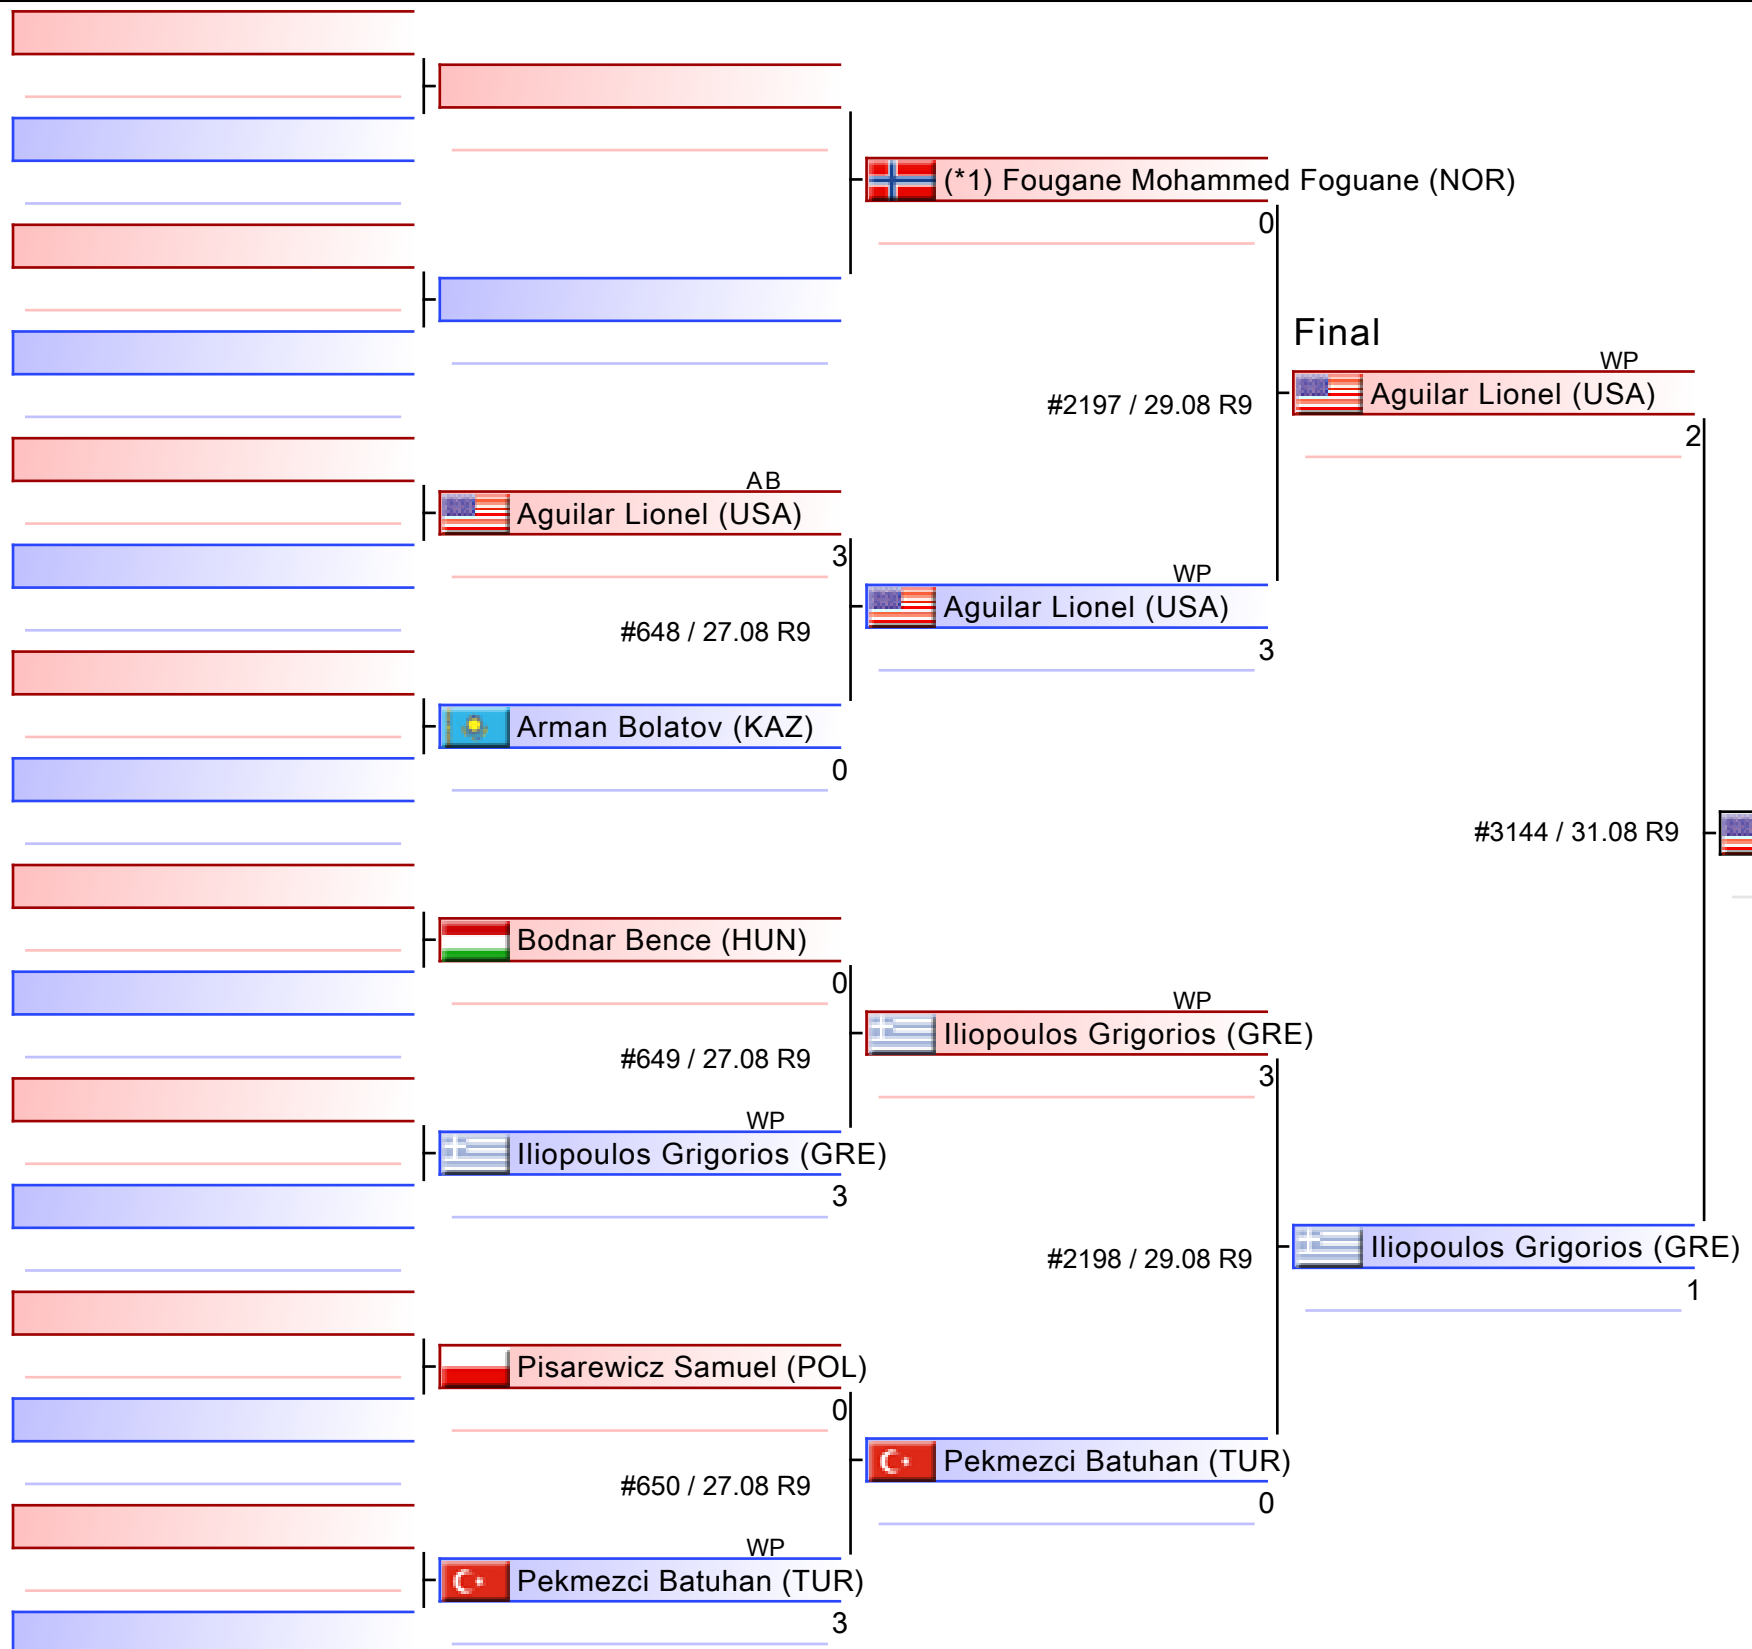 (*1) Fougane Mohammed Foguane (NOR)
0
Final
WP
#2197 / 29.08 R9
Aguilar Lionel (USA)
2
AB
Aguilar Lionel (USA)
3
WP
Aguilar Lionel (USA)
#648 / 27.08 R9
3
Arman Bolatov (KAZ)
0
#3144 / 31.08 R9
Bodnar Bence (HUN)
0
WP
Iliopoulos Grigorios (GRE)
#649 / 27.08 R9
3
WP
Iliopoulos Grigorios (GRE)
3
#2198 / 29.08 R9
Iliopoulos Grigorios (GRE)
1
Pisarewicz Samuel (POL)
0
Pekmezci Batuhan (TUR)
#650 / 27.08 R9
0
WP
Pekmezci Batuhan (TUR)
3